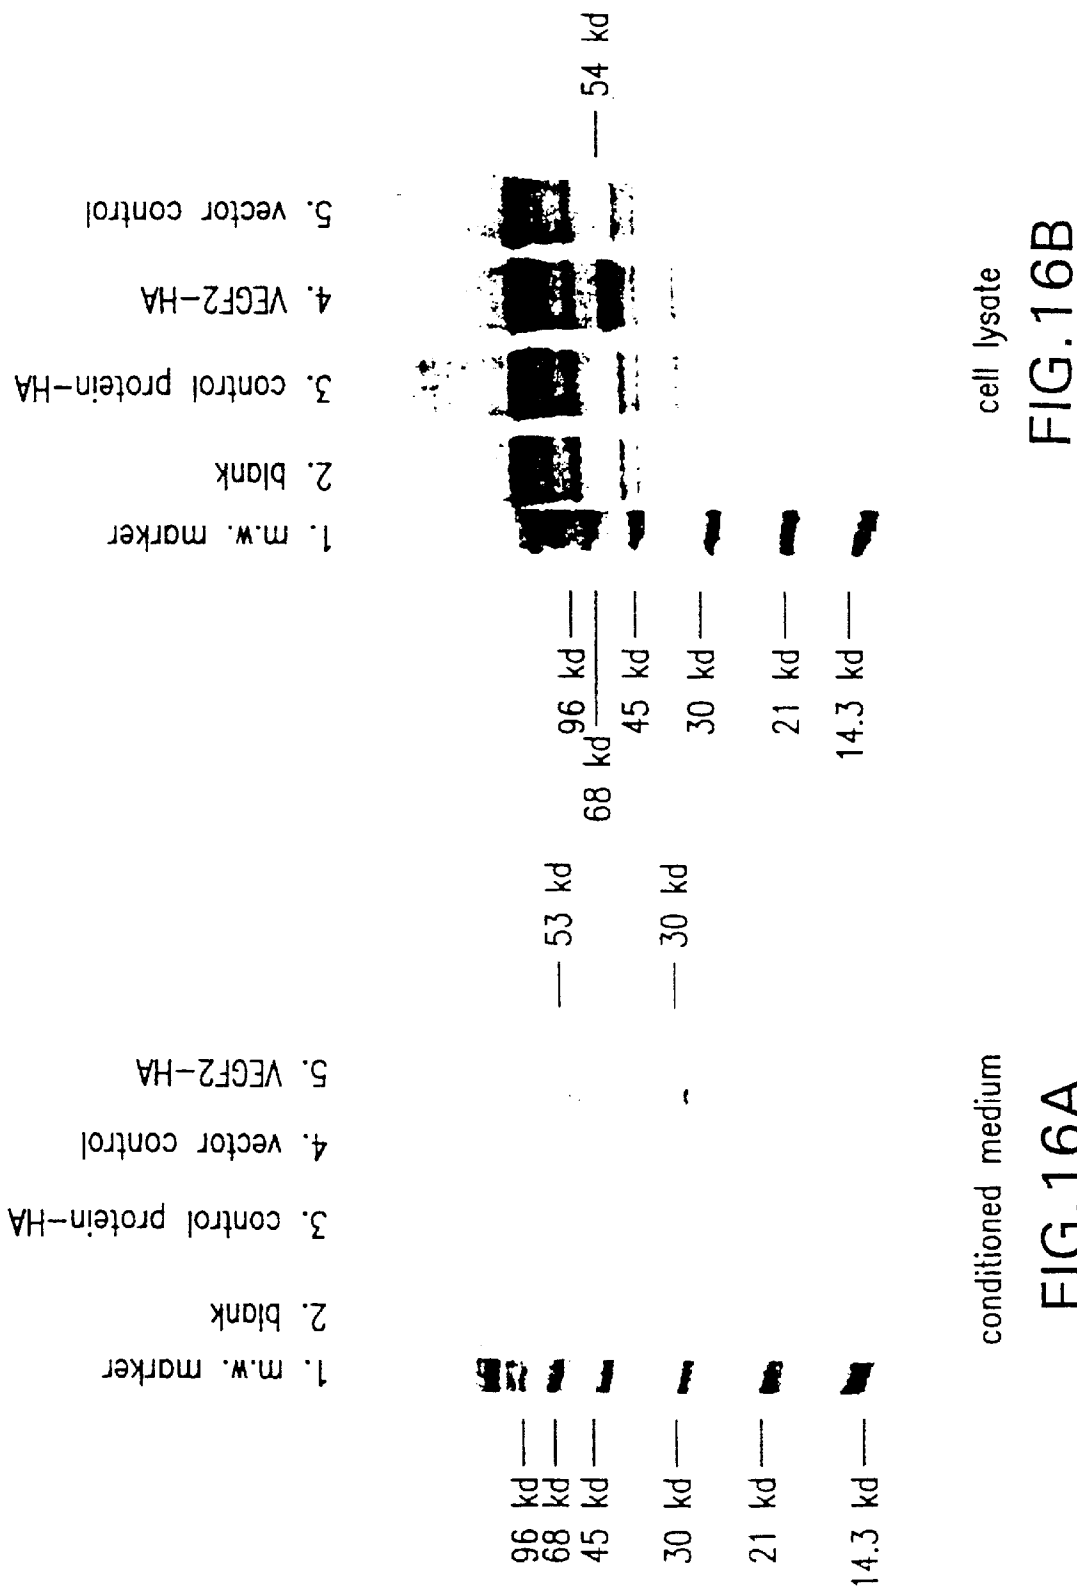 1. m.w. marker
2. blank
3. control protein-HA
4. vector control
5. VEGF2-HA
96 kd
68 kd
45 kd
30 kd
21 kd
14.3 kd
53 kd
30 kd
conditioned medium
FIG.16A
1. m.w. marker
2. blank
3. control protein-HA
4. VEGF2-HA
5. vector control
96 kd
68 kd
45 kd
30 kd
21 kd
14.3 kd
54 kd
cell lysate
FIG.16B